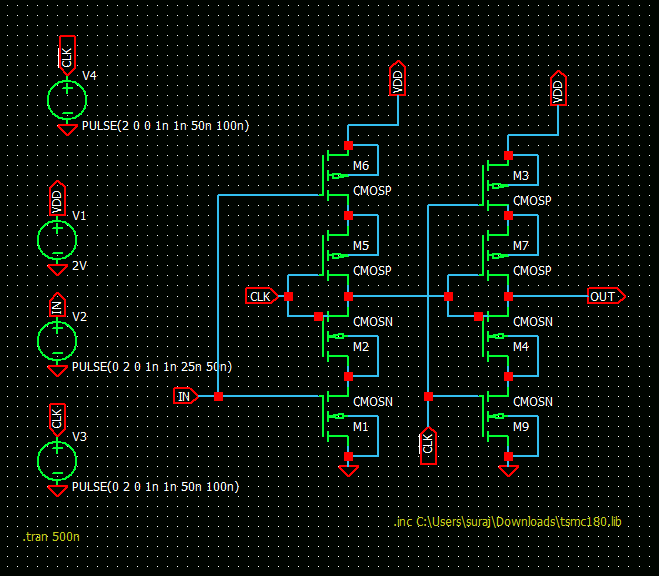 CLK
V4
PULSE(2 0 0 1n 1n 50n 100n)
VDD
V1
2V
IN
V2
PULSE(0 2 0 1n 1n 25n 50n)
CLK
V3
PULSE(0 2 0 1n 1n 50n 100n)
.tran 500n
VDD
M6
CMOSP
M5
CMOSP
CLK
CMOSN
M2
IN
CMOSN
M1
VDD
M3
CMOSP
M7
CMOSP
OUT
CMOSN
M4
CMOSN
M9
CLK
.inc C:\Users\suraj\Downloads\tsmc180.lib